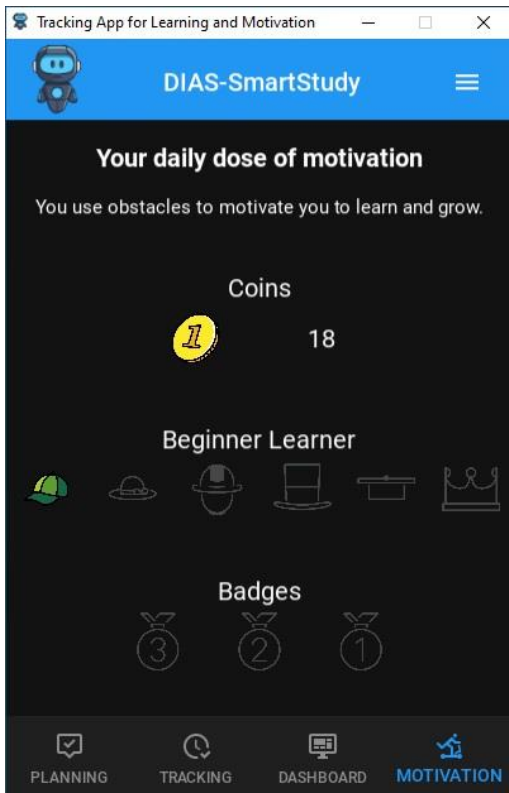 Tracking App for Learning and Motivation
DIAS-SmartStudy
Your daily dose of motivation
You use obstacles to motivate you to learn and grow.
Coins
1 18
Beginner Learner
Badges
3 2 1
PLANNING TRACKING DASHBOARD MOTIVATION